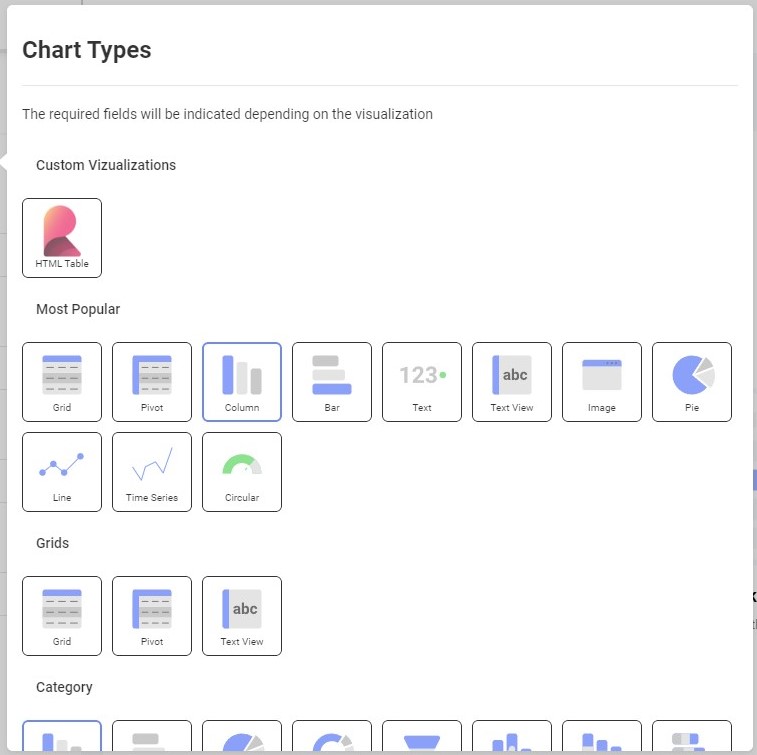 Chart Types
The required fields will be indicated depending on the visualization
Custom Vizualizations
HTML Table
Most Popular
123
abc
Grid Pivot Column Bar Text Text View Image Pie
Line Time Series Circular
Grids
abc
Grid Pivot Text View
Category